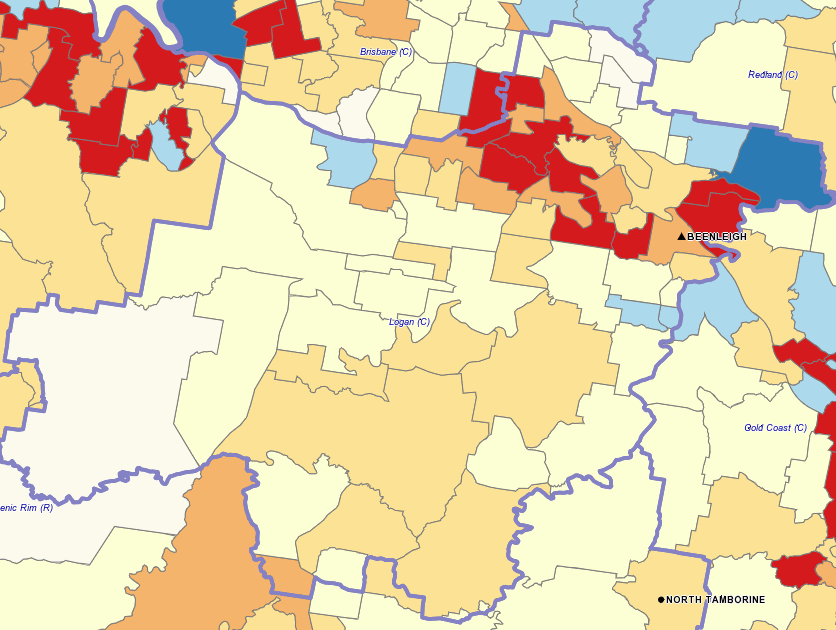 Brisbane (C)
Redland (C)
BEENLEIGH
Logan (C)
Gold Coast (C)
enic Rim (R)
NORTH TAMBORINE